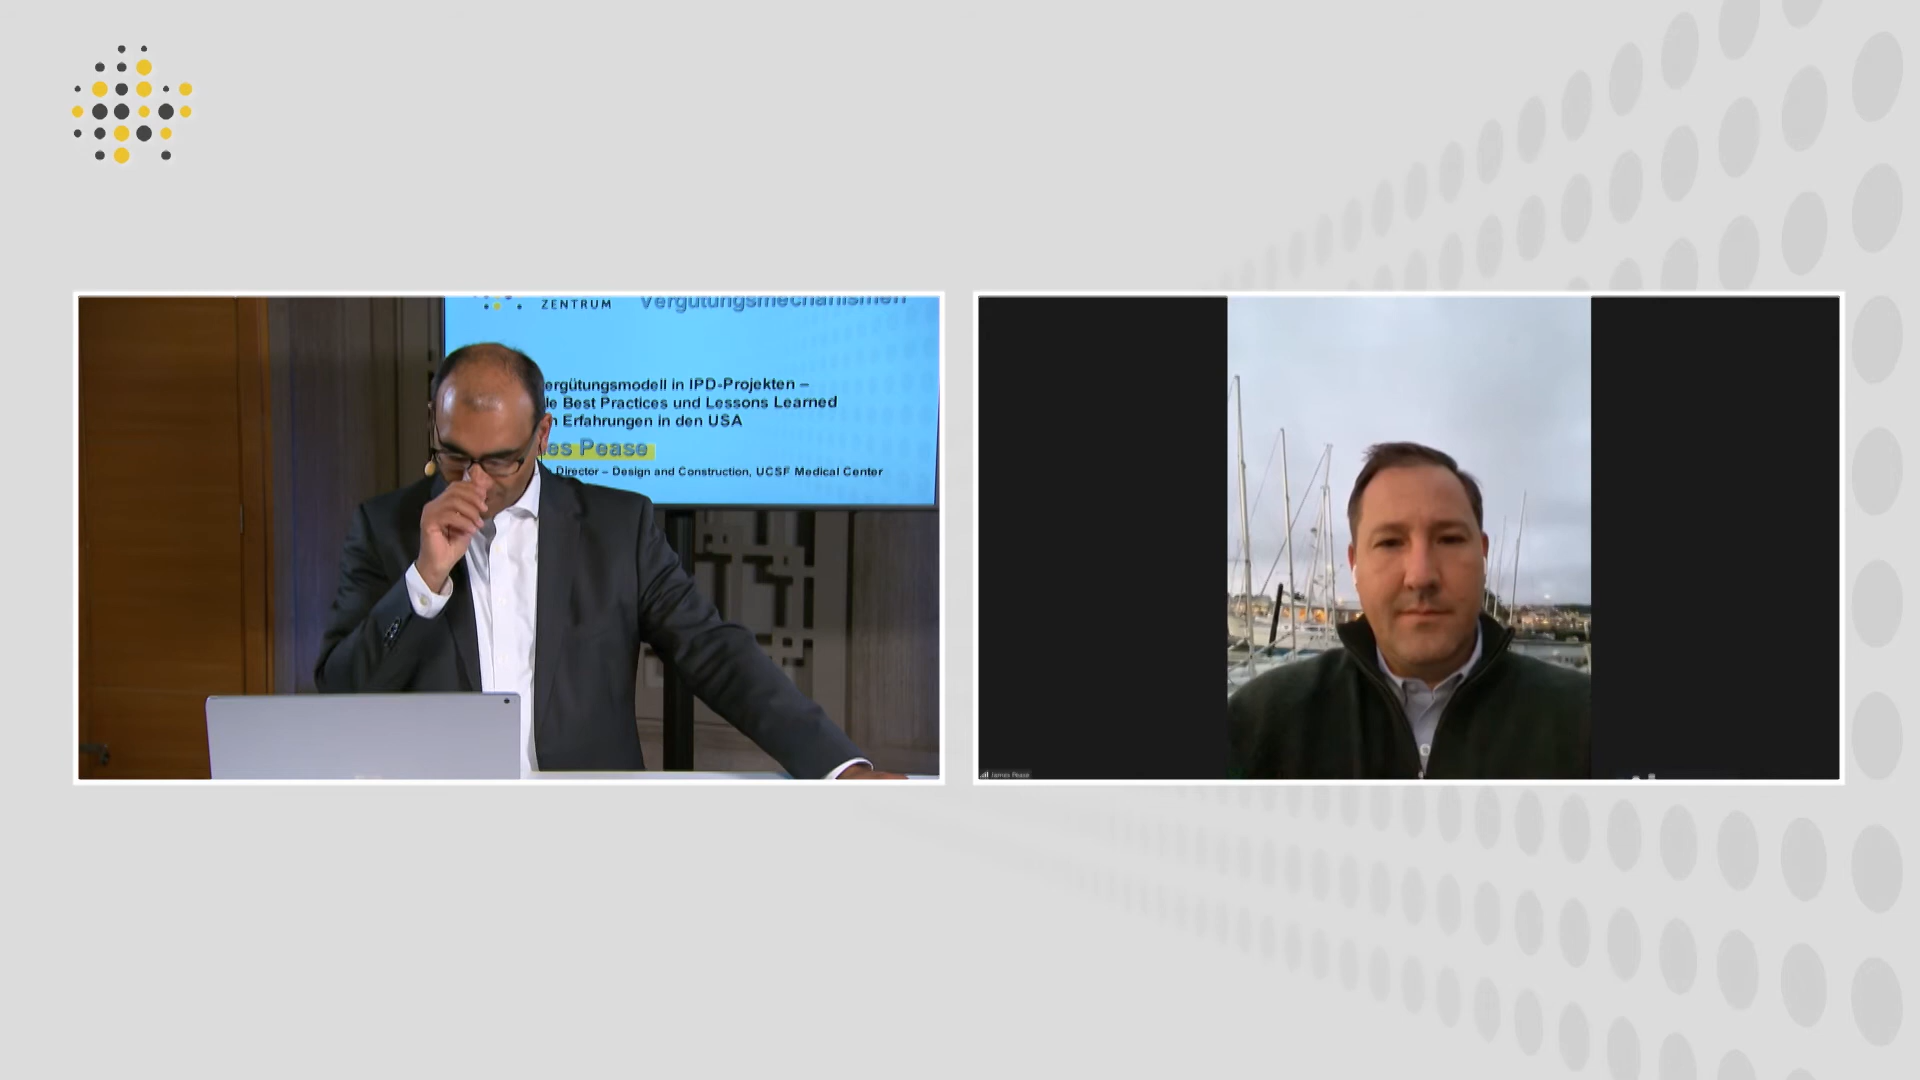 ZENTRUM
Vergütungsmechanismen
ergütungsmodell in IPD-Projekten –
le Best Practices und Lessons Learned
n Erfahrungen in den USA
es Pease
Director – Design and Construction, UCSF Medical Center
James Pease